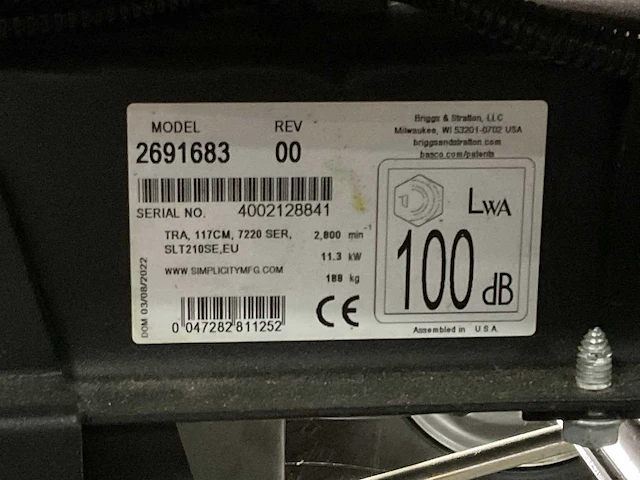 MODEL REV
2691683 00
SERIAL NO. 4002128841
TRA, 117CM, 7220 SER,
SLT210SE,EU
WWW.SIMPLICITYMFG.COM
2,800 min⁻¹
11.3 kW
188 kg
DOM 03/08/2022
0 047282 811252
CE
Briggs & Stratton, LLC
Milwaukee, WI 53201-0702 USA
briggsandstratton.com
basco.com/patents
LWA
100 dB
Assembled in U.S.A.